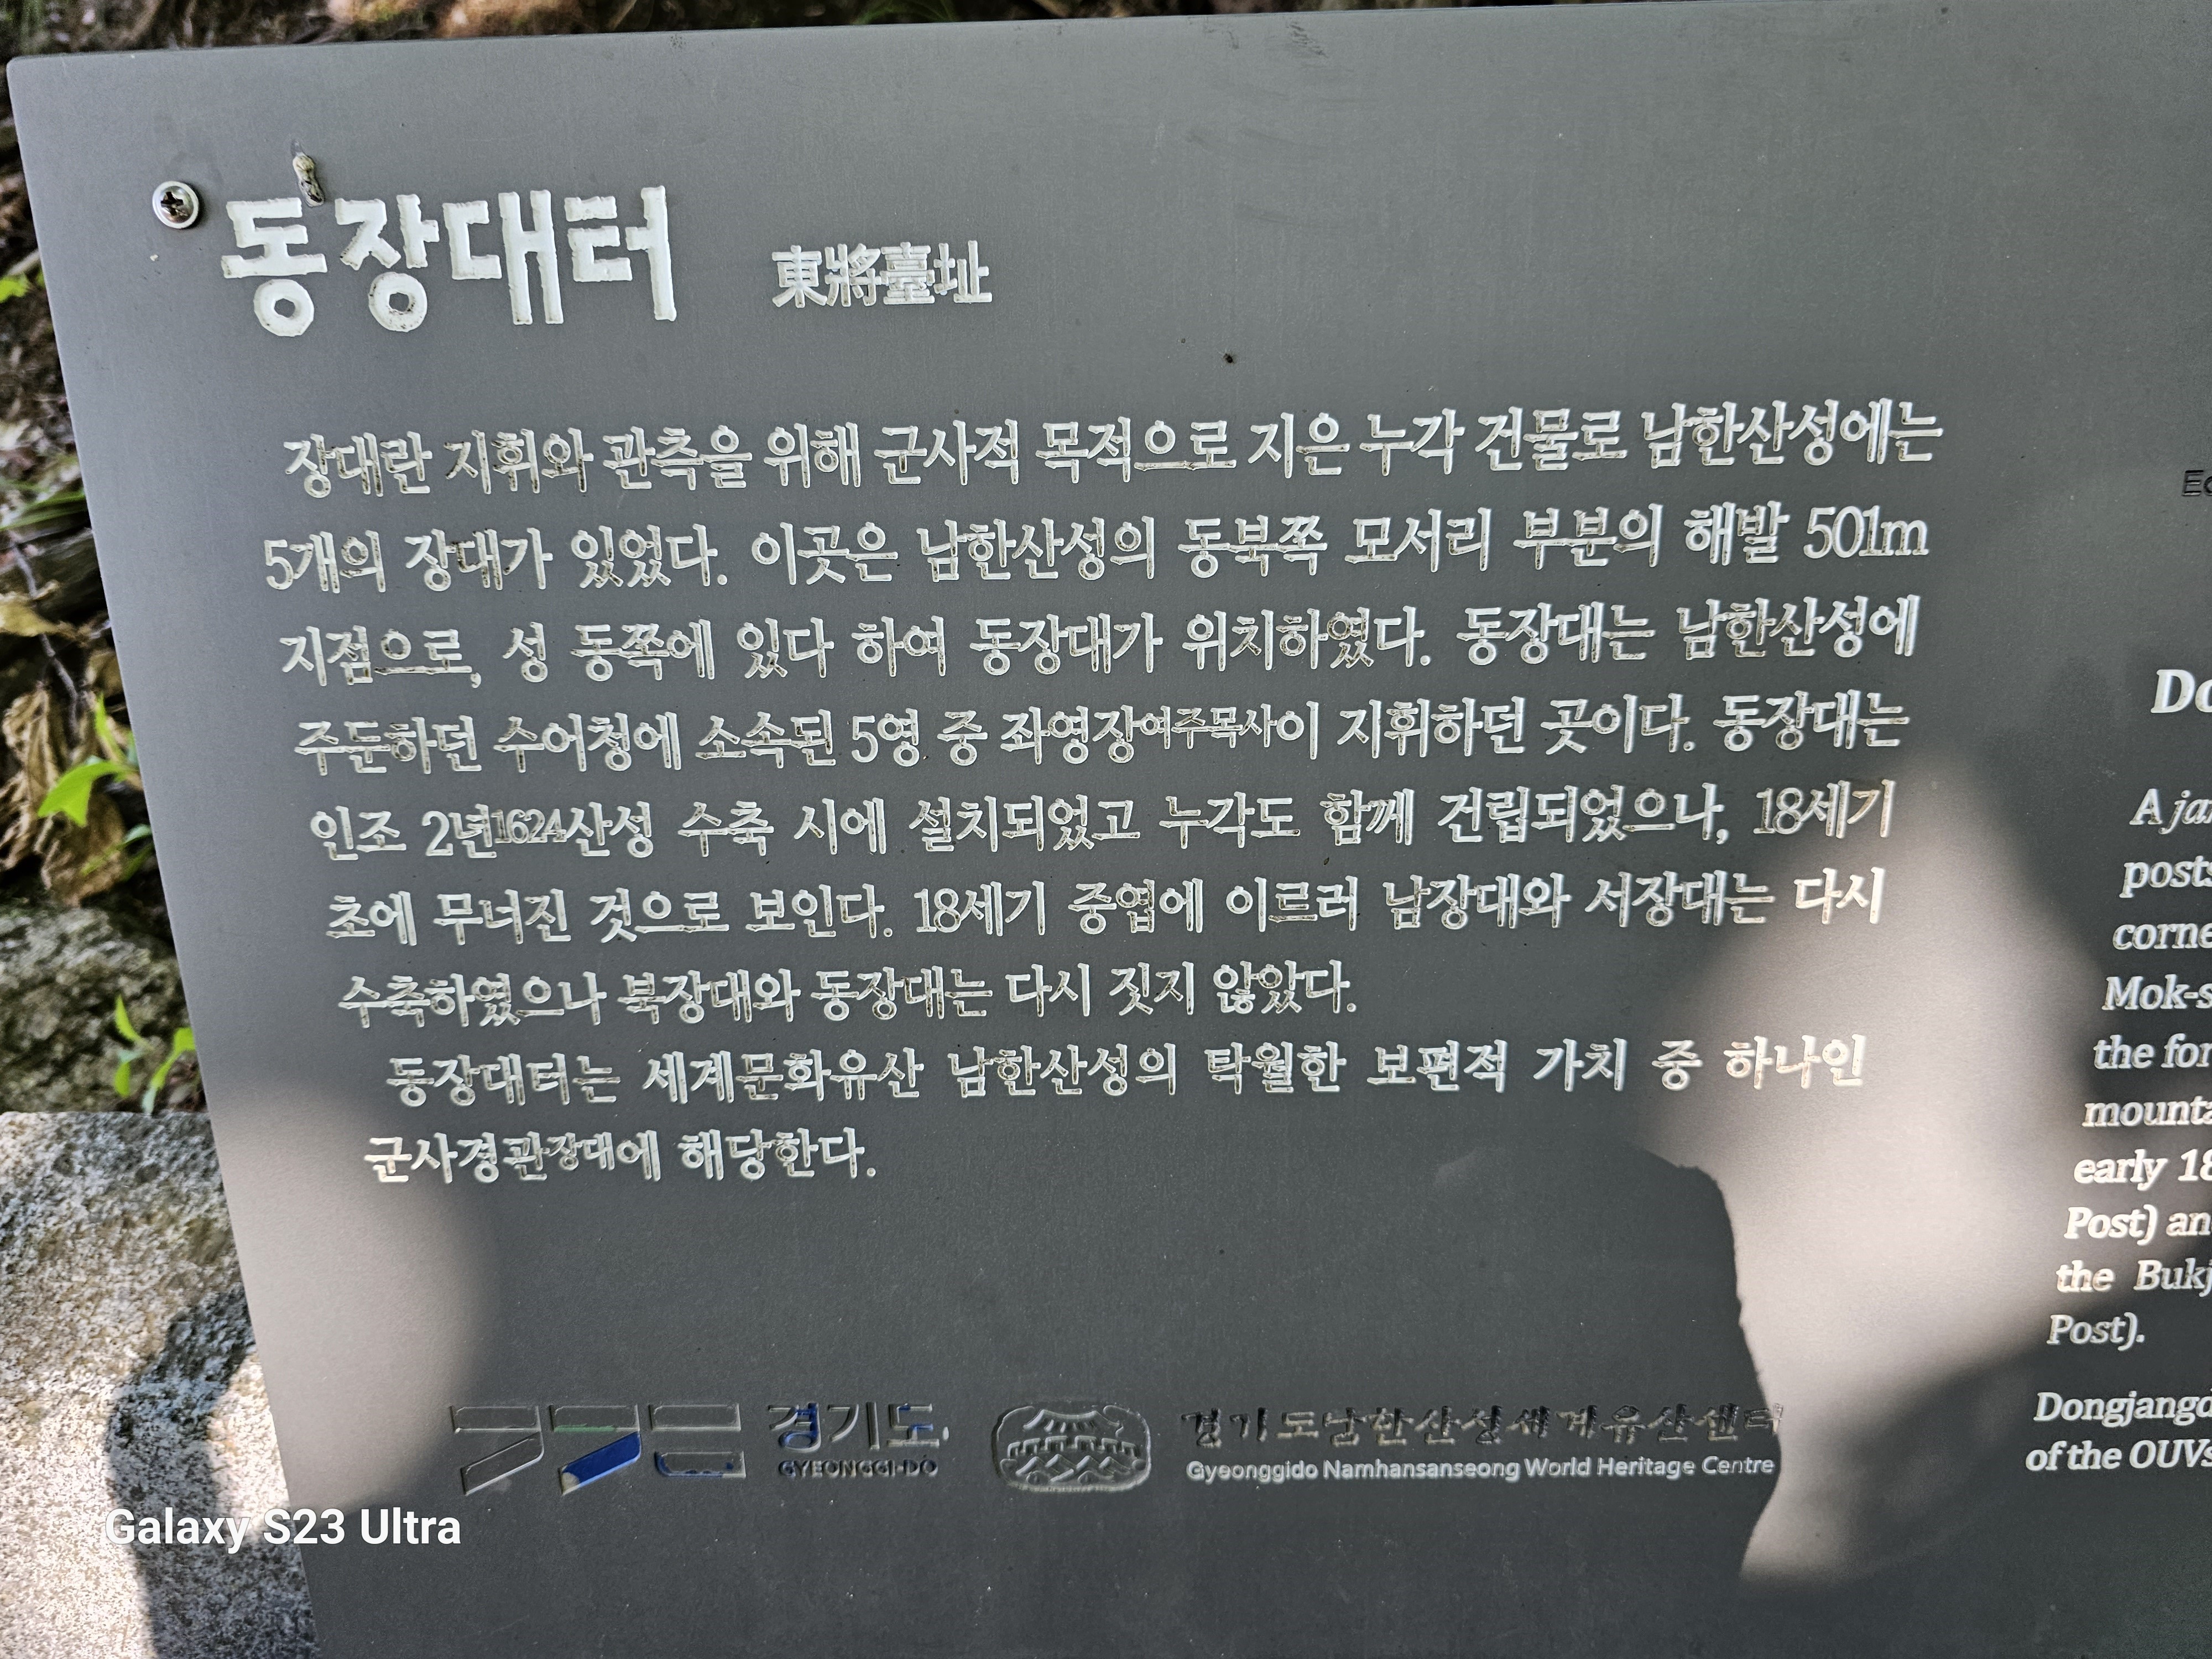 동장대터 東將臺址
장대란 지휘와 관측을 위해 군사적 목적으로 지은 누각 건물로 남한산성에는
5개의 장대가 있었다. 이곳은 남한산성의 동북쪽 모서리 부분의 해발 501m
지점으로, 성 동쪽에 있다 하여 동장대가 위치하였다. 동장대는 남한산성에
주둔하던 수어청에 소속된 5영 중 좌영장여주목사이 지휘하던 곳이다. 동장대는
인조 2년1624산성 수축 시에 설치되었고 누각도 함께 건립되었으나, 18세기
초에 무너진 것으로 보인다. 18세기 중엽에 이르러 남장대와 서장대는 다시
수축하였으나 북장대와 동장대는 다시 짓지 않았다.
동장대터는 세계문화유산 남한산성의 탁월한 보편적 가치 중 하나인
군사경관장대에 해당한다.
경기도
GYEONGGI-DO
경기도남한산성세계유산센터
Gyeonggido Namhansanseong World Heritage Centre
A
posts
corne
Mok-s
the for
mounta
early 18
Post) an
the Bukj
Post).
Dongjangd
of the OUVs
Galaxy S23 Ultra